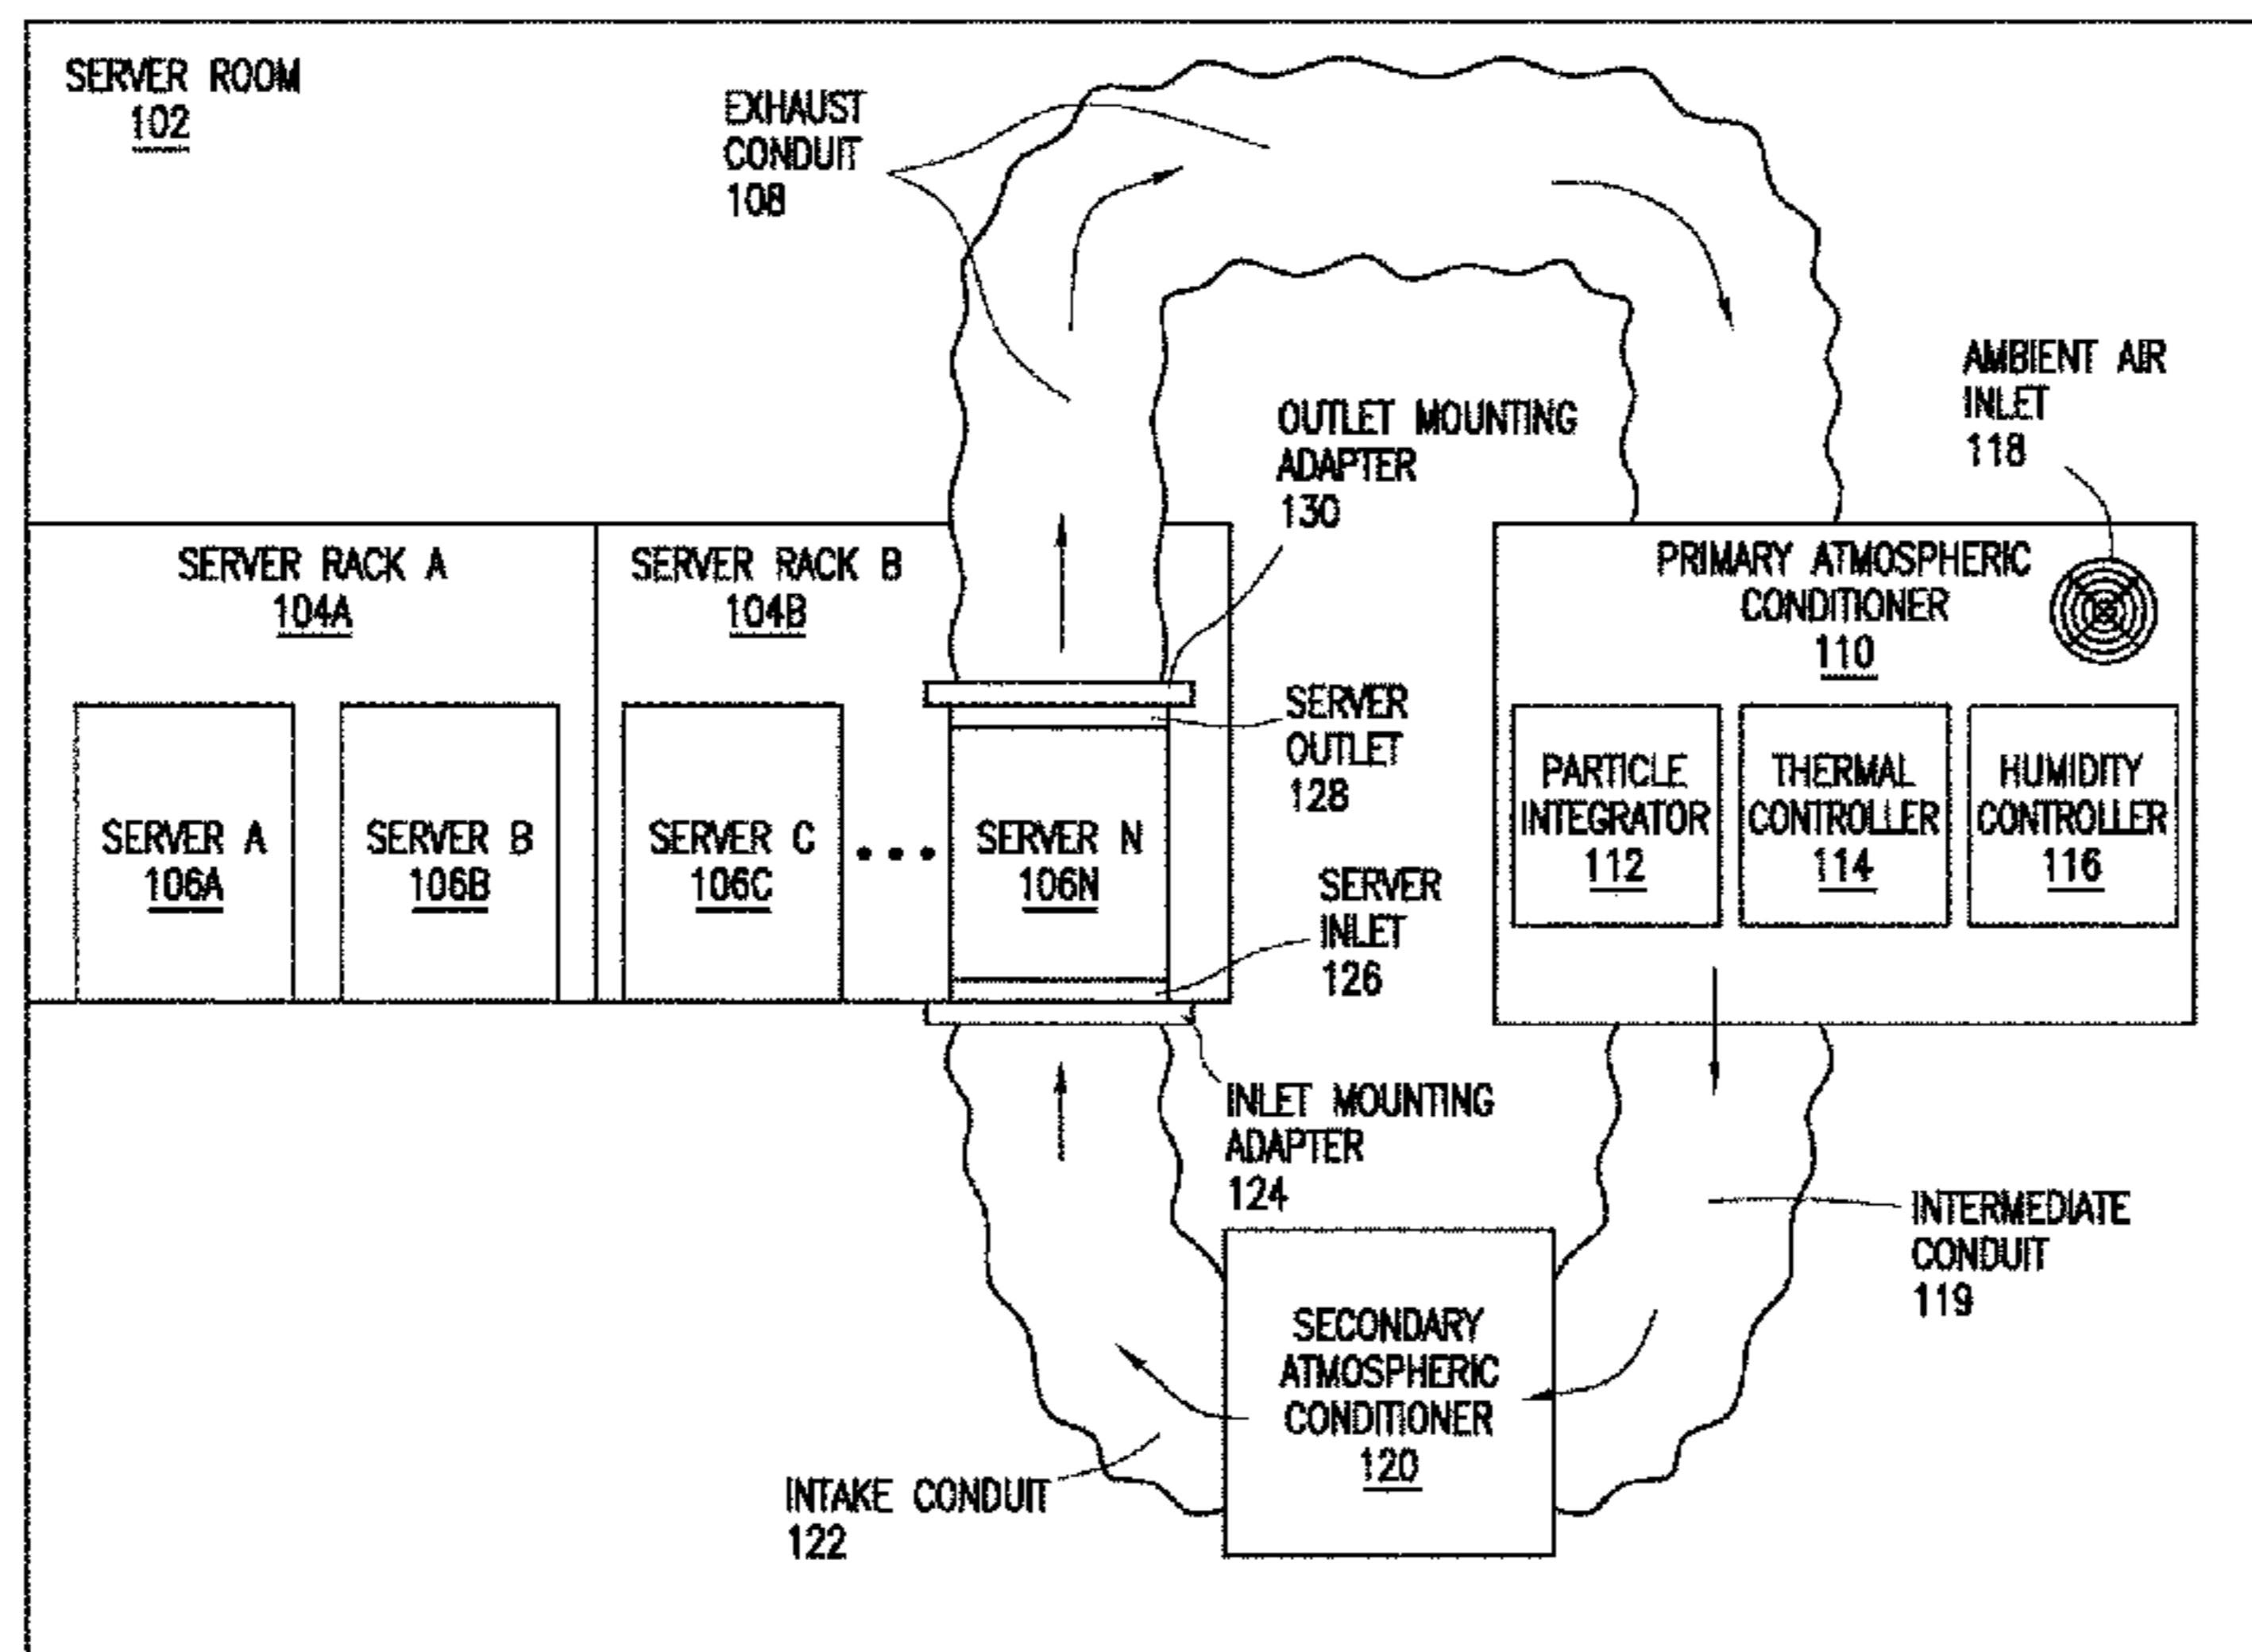 SERVER ROOM
102
EXHAUST
CONDUIT
108
AMBIENT AIR
INLET
118
OUTLET MOUNTING
ADAPTER
130
SERVER RACK A
104A
SERVER RACK B
104B
PRIMARY ATMOSPHERIC
CONDITIONER
110
SERVER
OUTLET
128
PARTICLE
INTEGRATOR
112
THERMAL
CONTROLLER
114
HUMIDITY
CONTROLLER
116
SERVER A
106A
SERVER B
106B
SERVER C
106C
•••
SERVER N
106N
SERVER
INLET
126
INLET MOUNTING
ADAPTER
124
INTERMEDIATE
CONDUIT
119
SECONDARY
ATMOSPHERIC
CONDITIONER
120
INTAKE CONDUIT
122